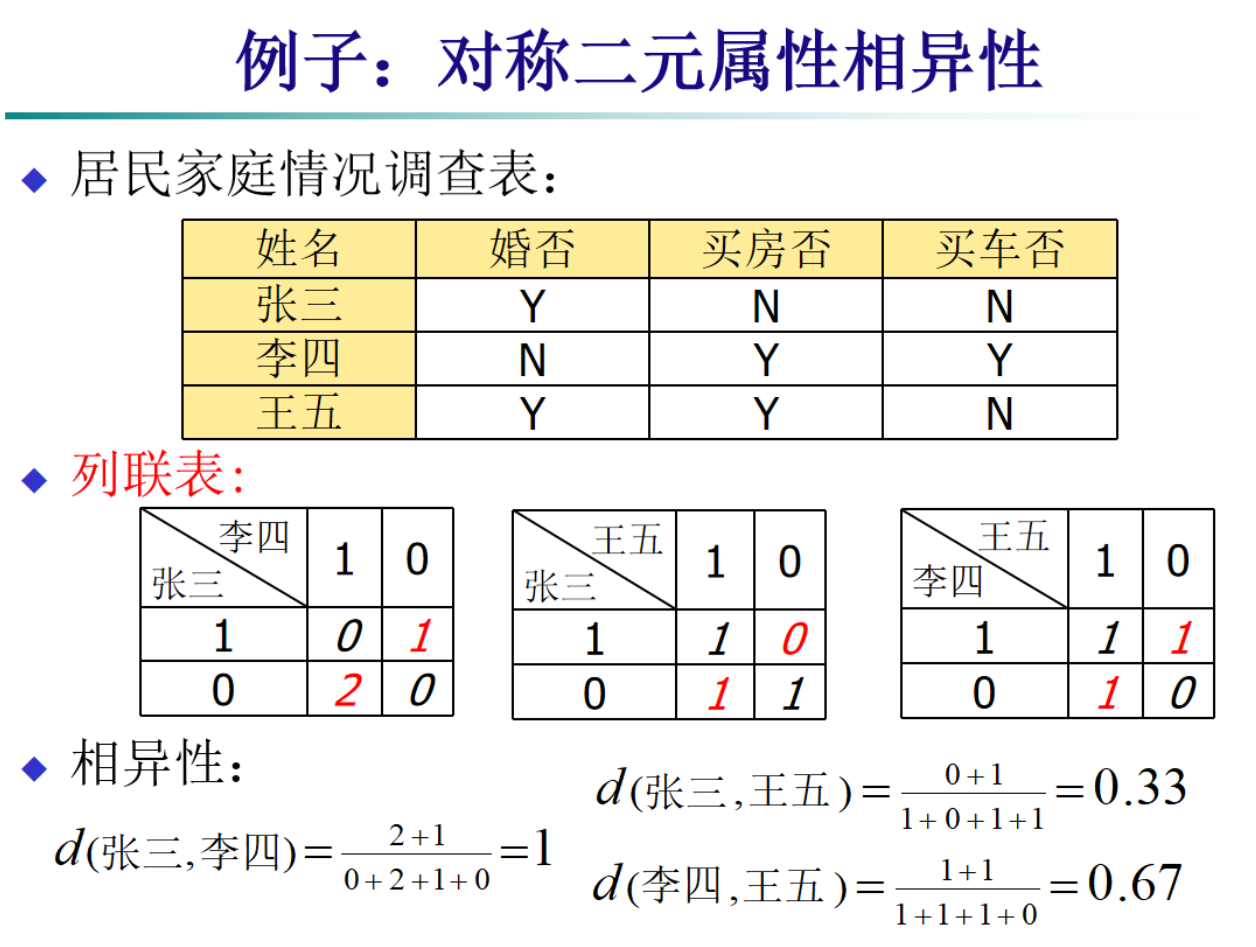 例子：对称二元属性相异性
居民家庭情况调查表：
姓名 婚否 买房否 买车否
张三 Y N N
李四 N Y Y
王五 Y Y N
列联表:
李四 张三 1 0
1 0 1
0 2 0
王五 张三 1 0
1 1 0
0 1 1
王五 李四 1 0
1 1 1
0 1 0
相异性：
d(张三,李四)=(2+1)/(0+2+1+0)=1
d(张三,王五)=(0+1)/(1+0+1+1)=0.33
d(李四,王五)=(1+1)/(1+1+1+0)=0.67